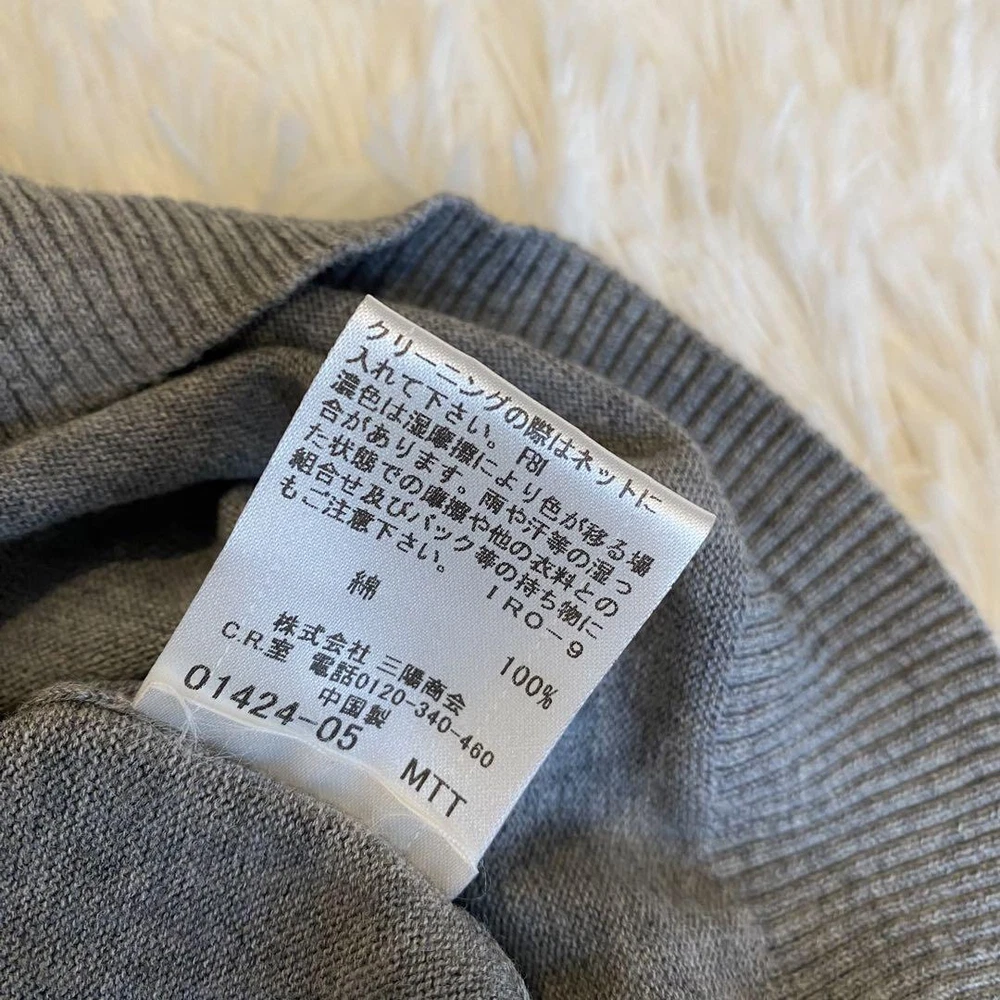 クリーニングの際はネットに
入れて下さい。 F8I
濃色は湿摩擦により色が移る場
合があります。雨や汗等の湿っ
た状態での摩擦や他の衣料との
組合せ及びバック等の持ち物に
もご注意下さい。 IRO-9
綿 100%
株式会社 三陽商会
C.R.室 電話0120-340-460
中国製
01424-05 MTT